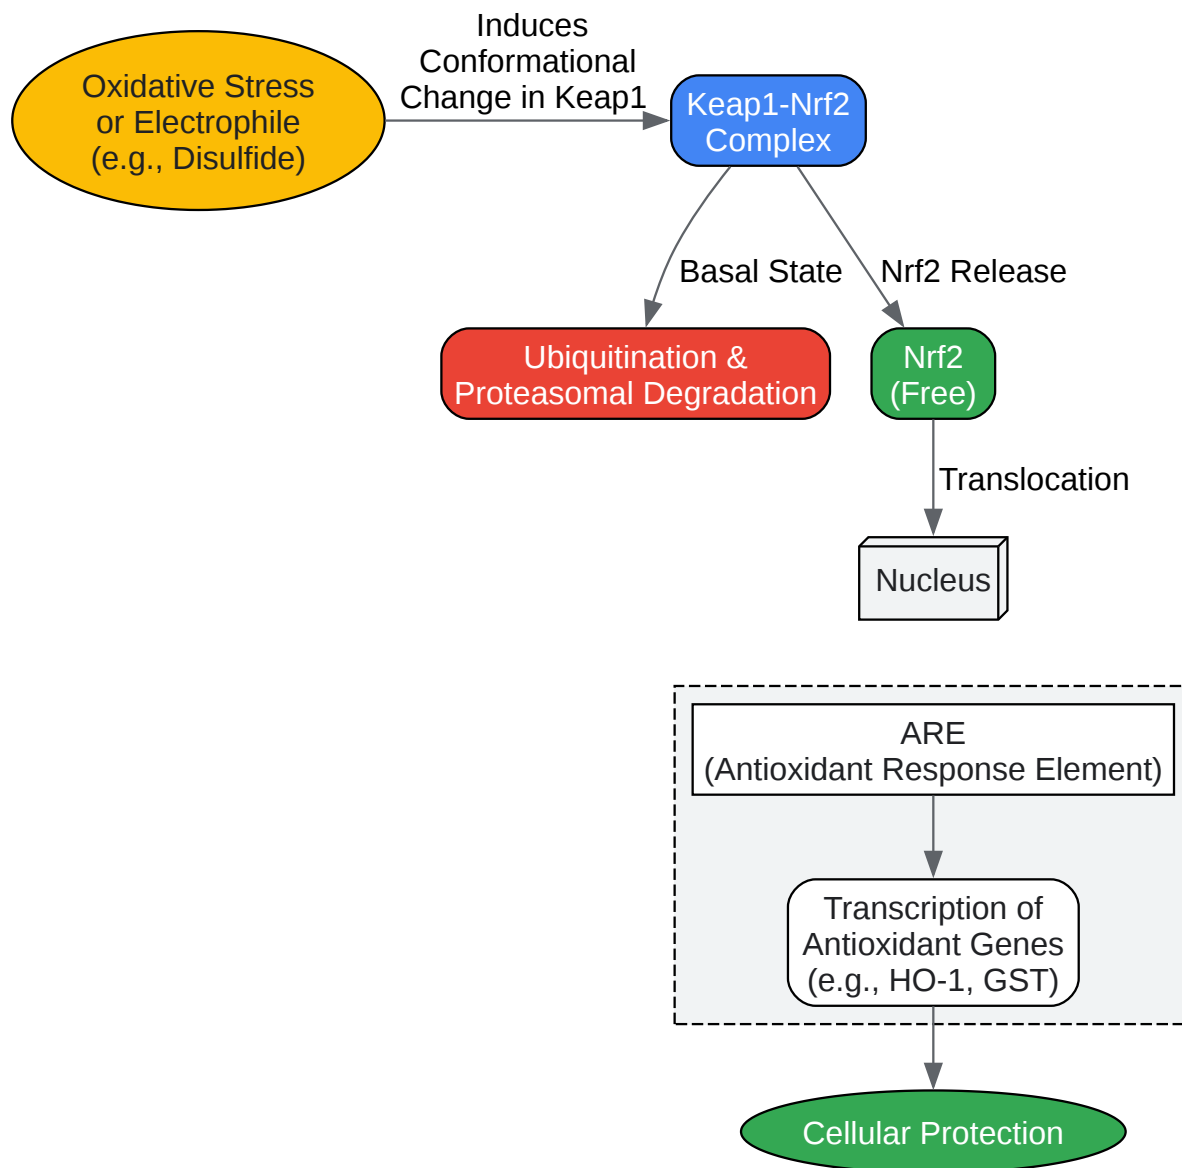 Induces
Conformational
Change in Keap1
Oxidative Stress
or Electrophile
(e.g., Disulfide)
Keap1-Nrf2
Complex
Basal State
Nrf2 Release
Ubiquitination &
Proteasomal Degradation
Nrf2
(Free)
Translocation
Nucleus
ARE
(Antioxidant Response Element)
Transcription of
Antioxidant Genes
(e.g., HO-1, GST)
Cellular Protection